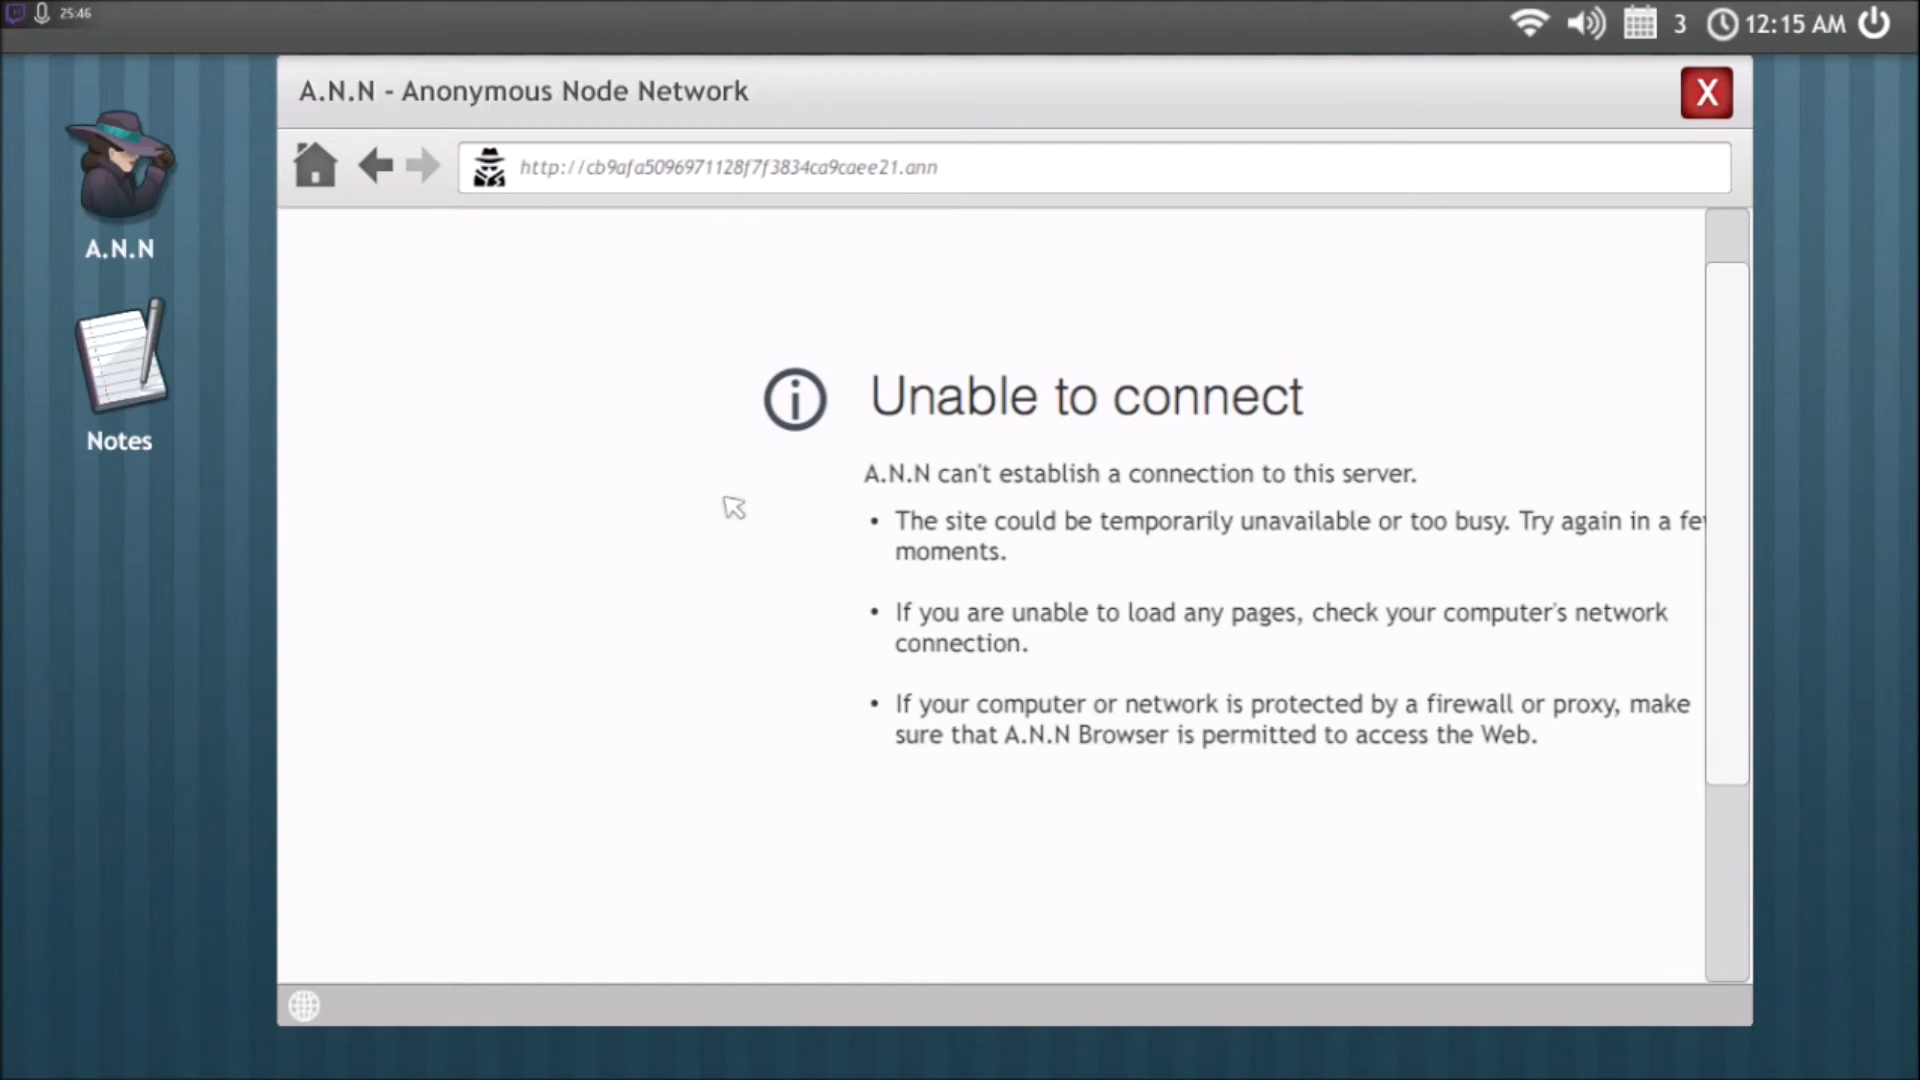 25:46
3
12:15 AM
A.N.N - Anonymous Node Network
X
http://cb9afa5096971128f7f3834ca9caee21.ann
A.N.N
Notes
Unable to connect
A.N.N can't establish a connection to this server.
• The site could be temporarily unavailable or too busy. Try again in a few
moments.
• If you are unable to load any pages, check your computer's network
connection.
• If your computer or network is protected by a firewall or proxy, make
sure that A.N.N Browser is permitted to access the Web.